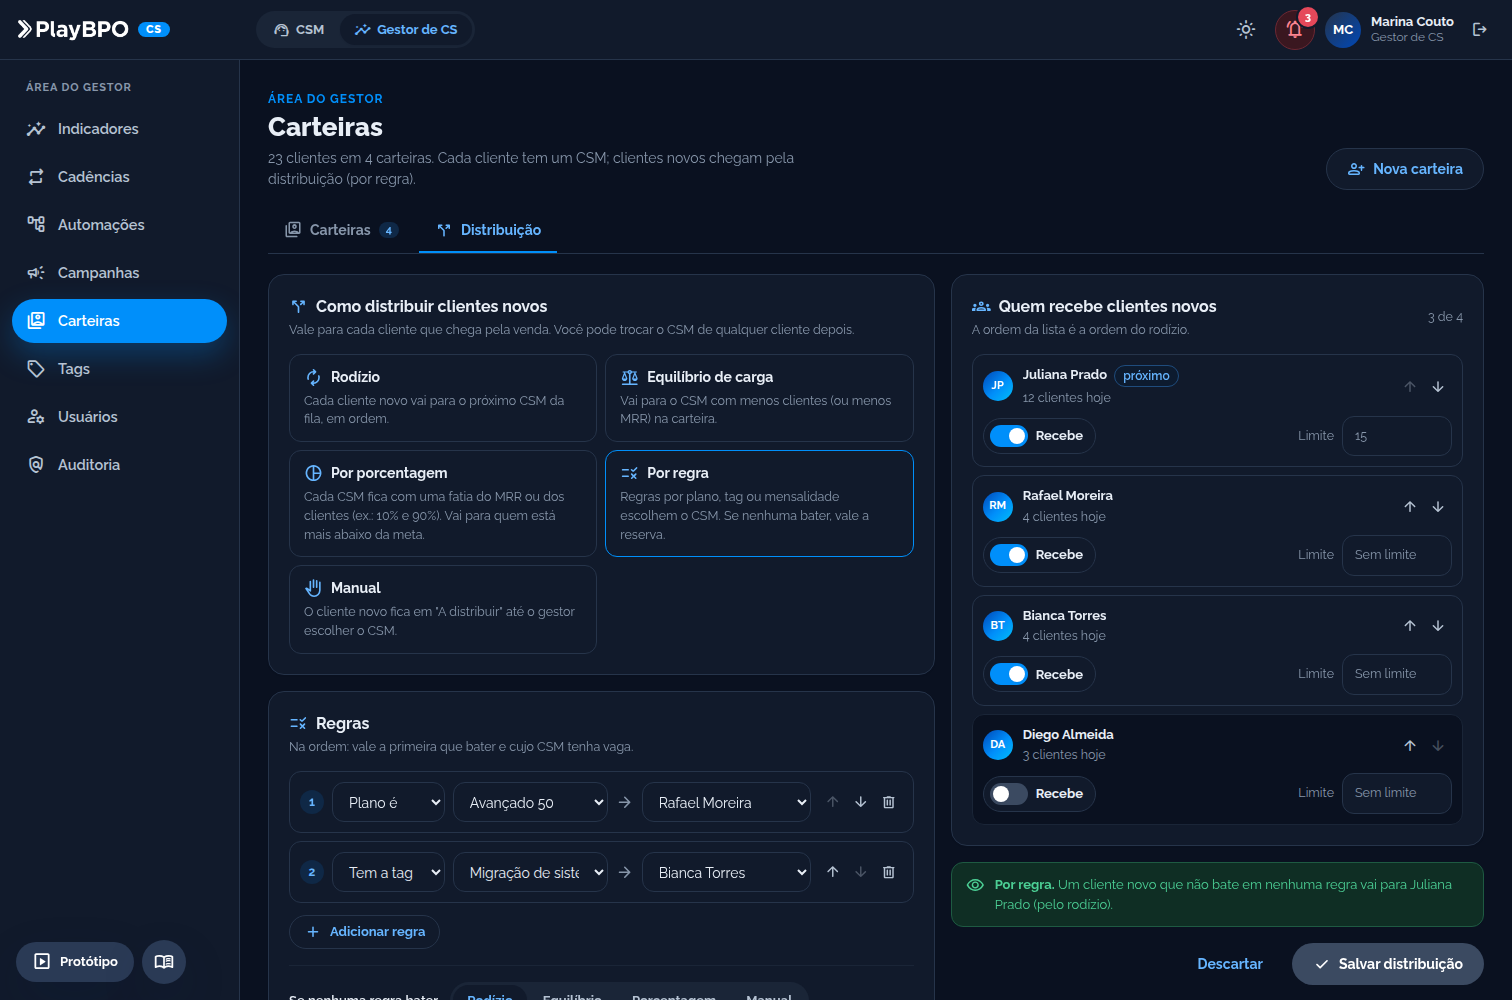 PlayBPO CS
CSM
Gestor de CS
3
MC
Marina Couto
Gestor de CS
ÁREA DO GESTOR
Indicadores
Cadências
Automações
Campanhas
Carteiras
Tags
Usuários
Auditoria
Protótipo
ÁREA DO GESTOR
Carteiras
23 clientes em 4 carteiras. Cada cliente tem um CSM; clientes novos chegam pela
distribuição (por regra).
Nova carteira
Carteiras 4
Distribuição
Como distribuir clientes novos
Vale para cada cliente que chega pela venda. Você pode trocar o CSM de qualquer cliente depois.
Rodízio
Cada cliente novo vai para o próximo CSM da
fila, em ordem.
Equilíbrio de carga
Vai para o CSM com menos clientes (ou menos
MRR) na carteira.
Por porcentagem
Cada CSM fica com uma fatia do MRR ou dos
clientes (ex.: 10% e 90%). Vai para quem está
mais abaixo da meta.
Por regra
Regras por plano, tag ou mensalidade
escolhem o CSM. Se nenhuma bater, vale a
reserva.
Manual
O cliente novo fica em "A distribuir" até o gestor
escolher o CSM.
Regras
Na ordem: vale a primeira que bater e cujo CSM tenha vaga.
1 Plano é Avançado 50 Rafael Moreira
2 Tem a tag Migração de siste Bianca Torres
Adicionar regra
Se nenhuma regra bater Rodízio Equilíbrio Porcentagem Manual
Quem recebe clientes novos
A ordem da lista é a ordem do rodízio.
3 de 4
JP
Juliana Prado próximo
12 clientes hoje
Recebe
Limite 15
RM
Rafael Moreira
4 clientes hoje
Recebe
Limite Sem limite
BT
Bianca Torres
4 clientes hoje
Recebe
Limite Sem limite
DA
Diego Almeida
3 clientes hoje
Recebe
Limite Sem limite
Por regra. Um cliente novo que não bate em nenhuma regra vai para Juliana
Prado (pelo rodízio).
Descartar
Salvar distribuição